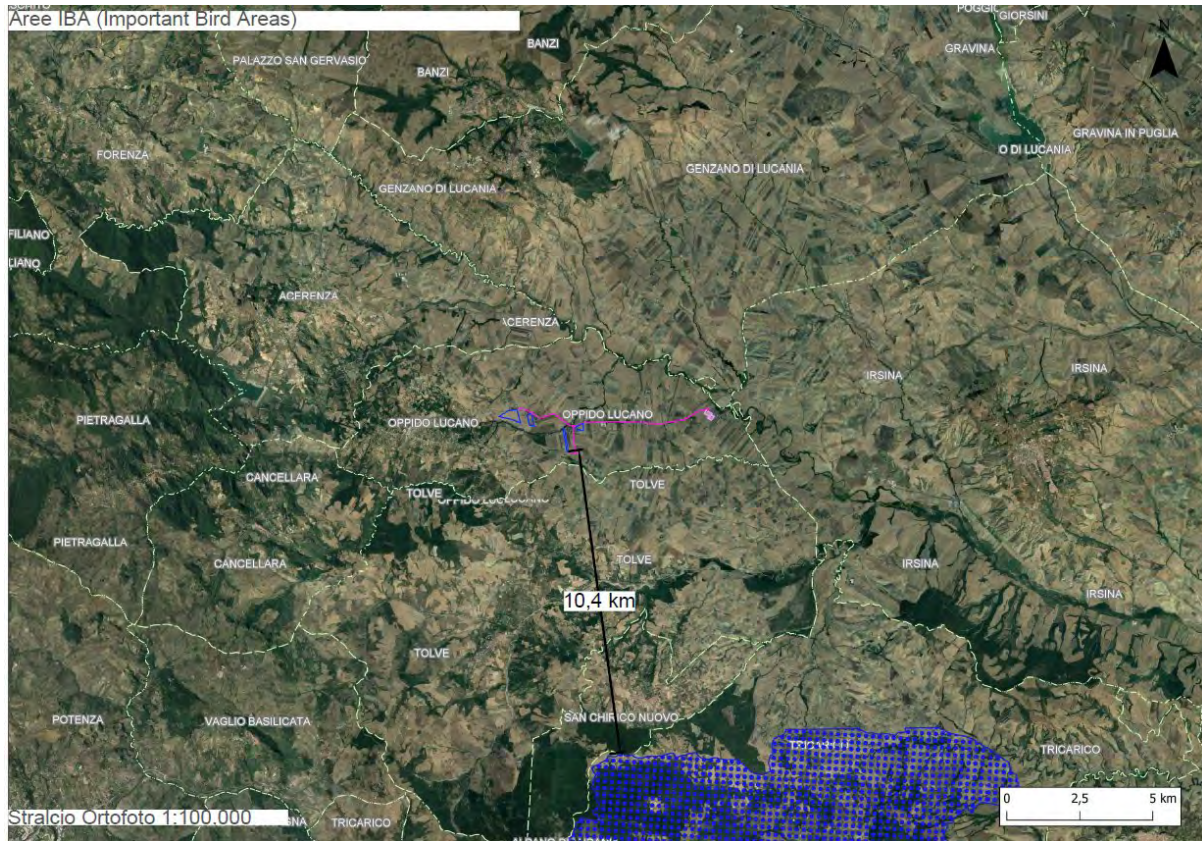 Aree IBA (Important Bird Areas)
GIORSINI
BANZI
GRAVINA
N
PALAZZO SAN GERVASIO
BANZI
GRAVINA IN PUGLIA
O DI LUCANIA
FORENZA
GENZANO DI LUCANIA
GENZANO DI LUCANIA
FILIANO
LIANO
ACERENZA
ACERENZA
IRSINA
IRSINA
PIETRAGALLA
OPPIDO LUCANO
OPPIDO LUCANO
CANCELLARA
TOLVE
TOLVE
PIETRAGALLA
CANCELLARA
TOLVE
IRSINA
IRSINA
10,4 km
TOLVE
POTENZA
VAGLIO BASILICATA
SAN CHIRICO NUOVO
TRICARICO
0 2,5 5 km
Stralcio Ortofoto 1:100.000
TRICARICO